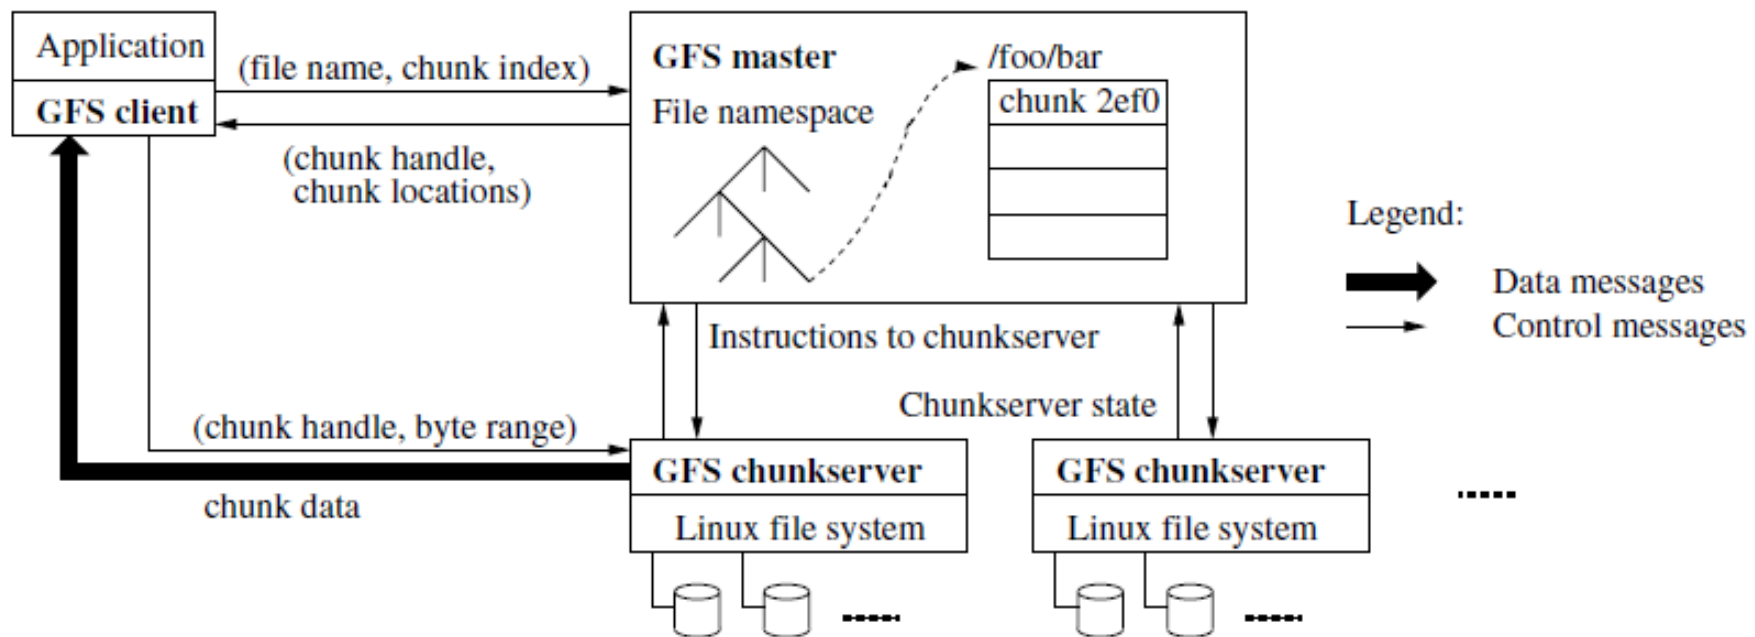 Application
GFS client
(file name, chunk index)
(chunk handle,
chunk locations)
GFS master
File namespace
/foo/bar
chunk 2ef0
Legend:
Data messages
Control messages
Instructions to chunkserver
Chunkserver state
(chunk handle, byte range)
chunk data
GFS chunkserver
Linux file system
GFS chunkserver
Linux file system